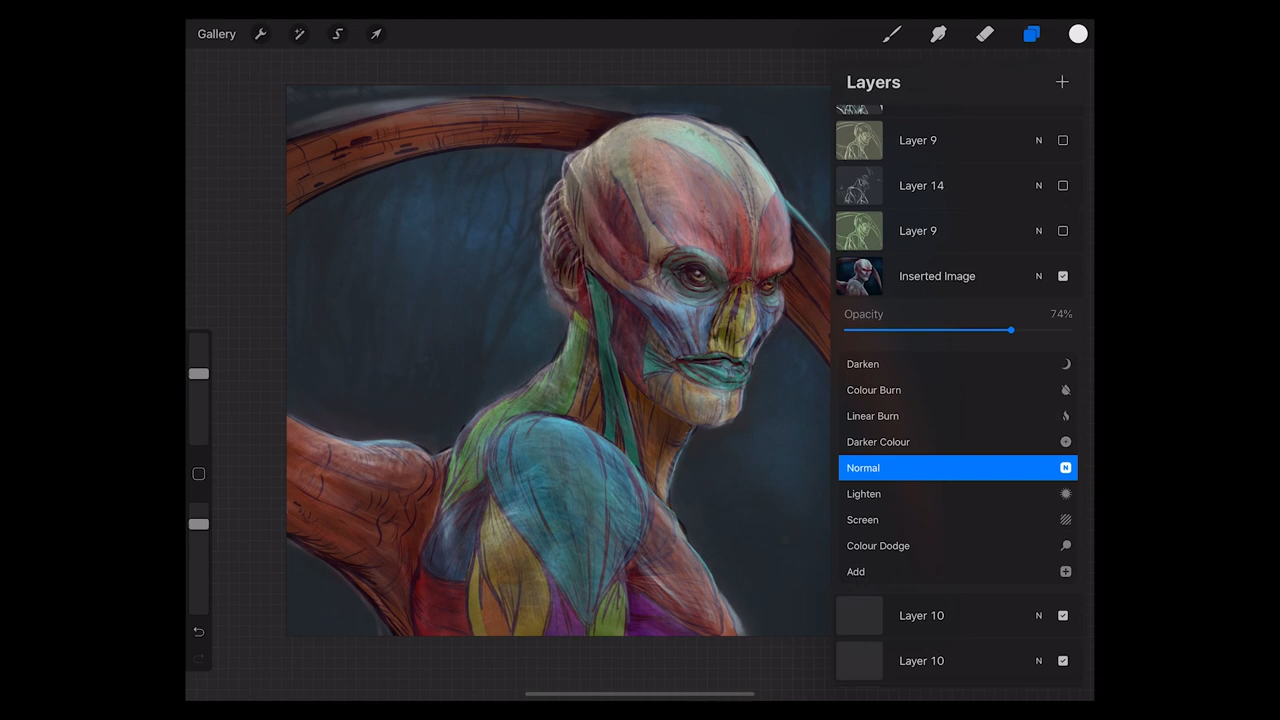 Gallery
Layers
Layer 9 N
Layer 14 N
Layer 9 N
Inserted Image N
Opacity 74%
Darken
Colour Burn
Linear Burn
Darker Colour
Normal N
Lighten
Screen
Colour Dodge
Add
Layer 10 N
Layer 10 N